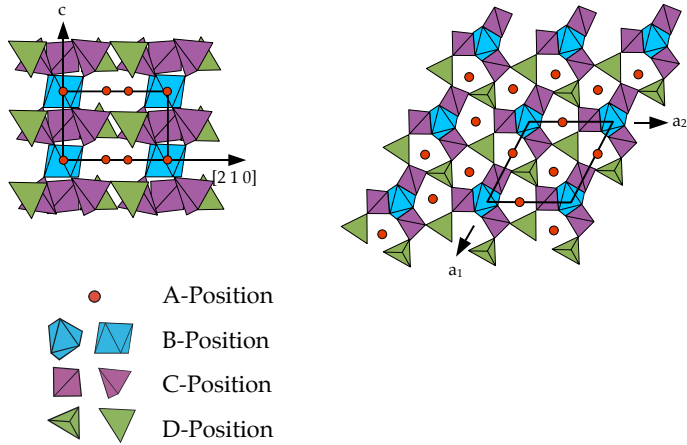 c
[2 1 0]
a2
a1
A-Position
B-Position
C-Position
D-Position